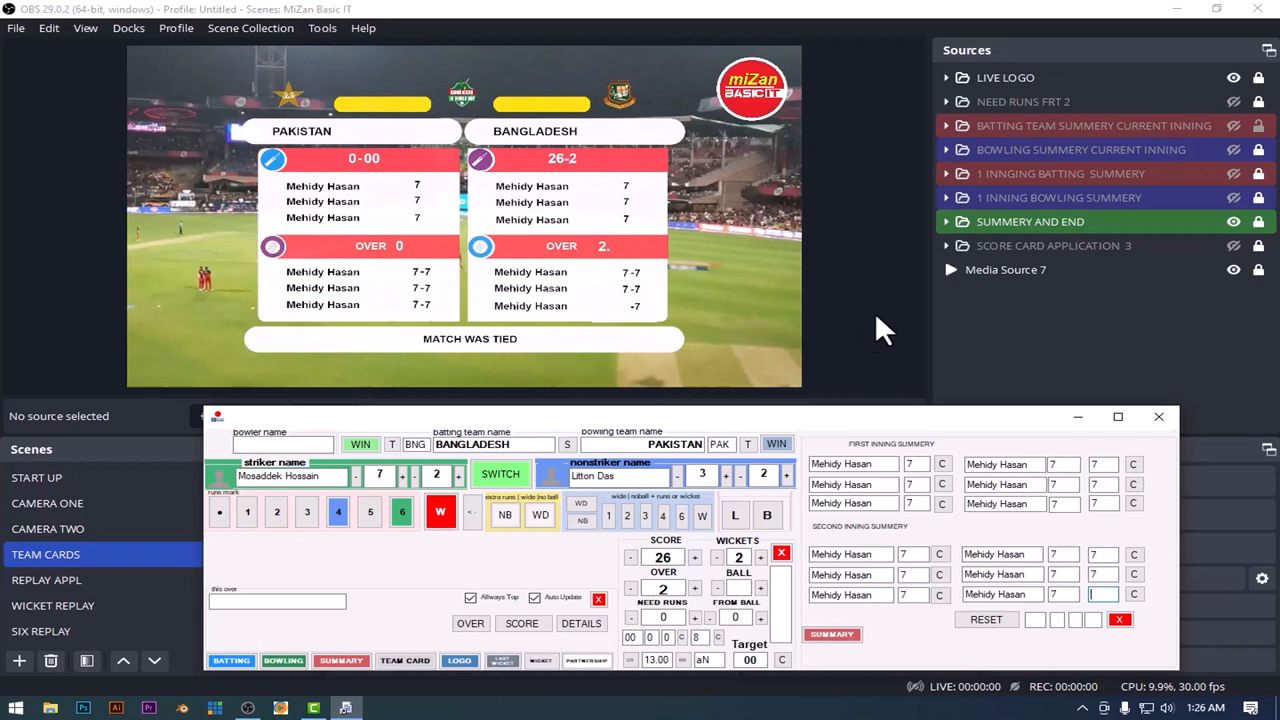 OBS 29.0.2 (64-bit, windows) - Profile: Untitled - Scenes: MiZan Basic IT
File Edit View Docks Profile Scene Collection Tools Help
miZan
BASIC IT
PAKISTAN BANGLADESH
0-00 26-2
Mehidy Hasan 7 Mehidy Hasan 7
Mehidy Hasan 7 Mehidy Hasan 7
Mehidy Hasan 7 Mehidy Hasan 7
OVER 0 OVER 2.
Mehidy Hasan 7 -7 Mehidy Hasan 7 -7
Mehidy Hasan 7 -7 Mehidy Hasan 7 -7
Mehidy Hasan 7 -7 Mehidy Hasan -7
MATCH WAS TIED
Sources
LIVE LOGO
NEED RUNS FRT 2
BATTING TEAM SUMMERY CURRENT INNING
BOWLING SUMMERY CURRENT INNING
1 INNGING BATTING SUMMERY
1 INNING BOWLING SUMMERY
SUMMERY AND END
SCORE CARD APPLICATION 3
Media Source 7
No source selected
Scenes
START UP
CAMERA ONE
CAMERA TWO
TEAM CARDS
REPLAY APPL
WICKET REPLAY
SIX REPLAY
bowler name batting team name bowling team name
WIN T BNG BANGLADESH S PAKISTAN PAK T WIN
striker name nonstriker name
Mosaddek Hossain - 7 + - 2 + SWITCH Litton Das - 3 + - 2 +
runs mark extra runs | wide |no ball wide | noball + runs or wicket
• 1 2 3 4 5 6 W <- NB WD WD NB 1 2 3 4 6 W L B
SCORE WICKETS
- 26 + - 2 + X
OVER BALL
- 2 + - +
NEED RUNS FROM BALL
- 0 + - 0 +
00 0 0 C 8
CR 13.00 RR aN Target 00 C
this over
Allways Top Auto Update X
OVER SCORE DETAILS
BATTING BOWLING SUMMARY TEAM CARD LOGO LAST WICKET WICKET PARTNERSHIP
FIRST INNING SUMMERY
Mehidy Hasan 7 C Mehidy Hasan 7 7 C
Mehidy Hasan 7 C Mehidy Hasan 7 7 C
Mehidy Hasan 7 C Mehidy Hasan 7 7 C
SECOND INNING SUMMERY
Mehidy Hasan 7 C Mehidy Hasan 7 7 C
Mehidy Hasan 7 C Mehidy Hasan 7 7 C
Mehidy Hasan 7 C Mehidy Hasan 7 C
RESET X
SUMMARY
LIVE: 00:00:00 REC: 00:00:00 CPU: 9.9%, 30.00 fps
Ps Ai Pr C 1:26 AM